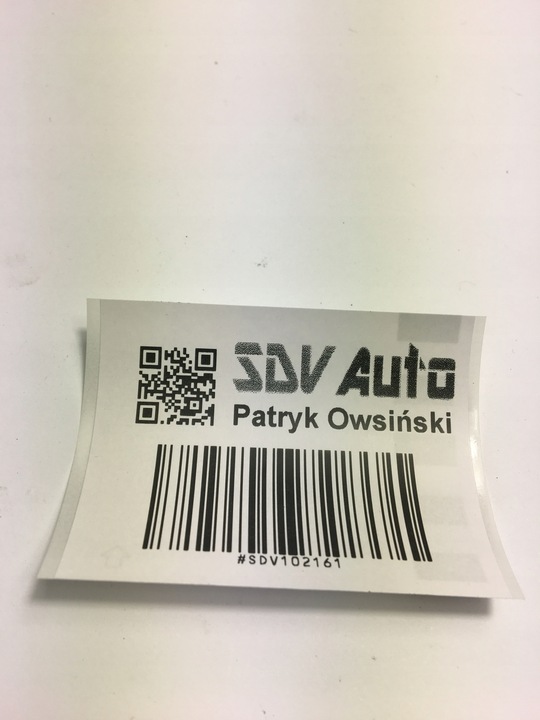 SDV Auto
Patryk Owsiński
#SDV102161